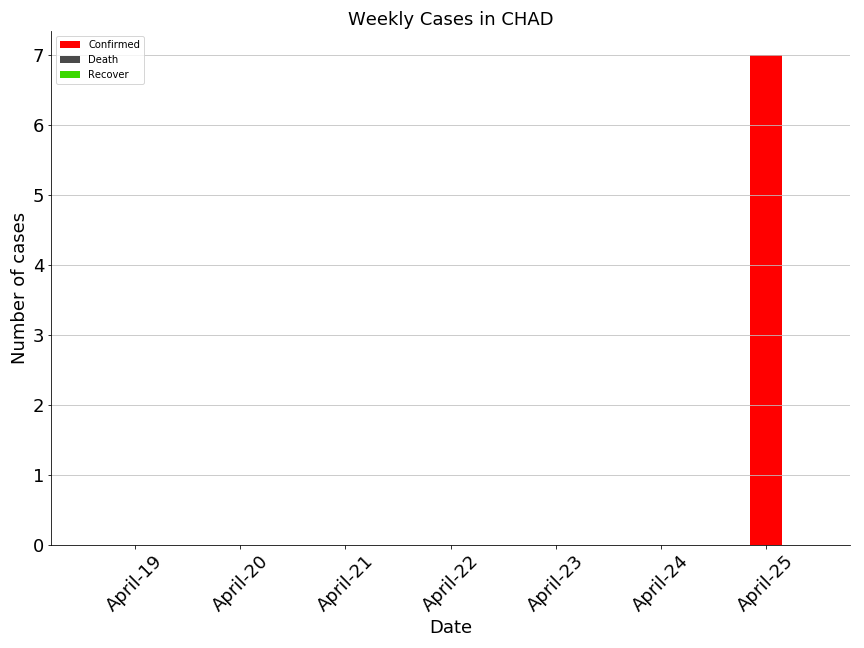 Weekly Cases in CHAD
Confirmed
Death
Recover
Number of cases
7
6
5
4
3
2
1
0
April-19
April-20
April-21
April-22
April-23
April-24
April-25
Date